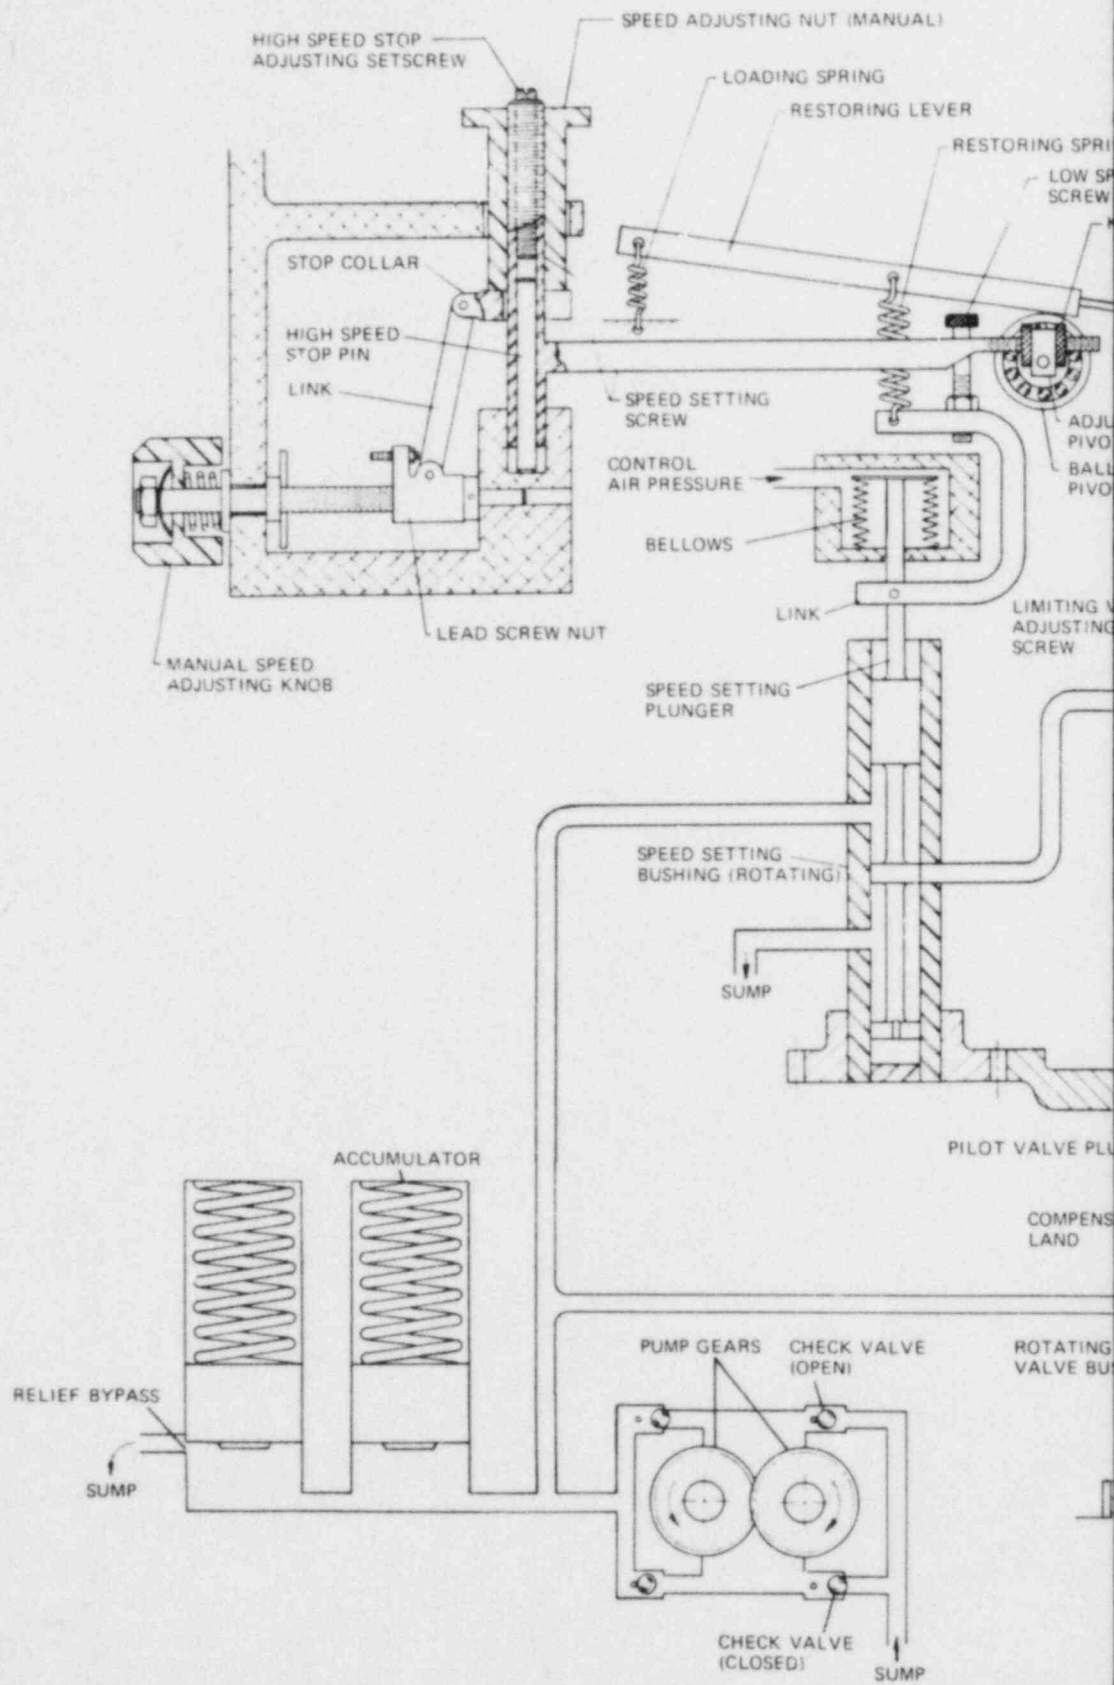 SPEED ADJUSTING NUT (MANUAL)
HIGH SPEED STOP
ADJUSTING SETSCREW
LOADING SPRING
RESTORING LEVER
RESTORING SPRI
LOW SP
SCREW
STOP COLLAR
HIGH SPEED
STOP PIN
LINK
SPEED SETTING
SCREW
ADJU
PIVO
BALL
PIVO
CONTROL
AIR PRESSURE
BELLOWS
LINK
LIMITING V
ADJUSTING
SCREW
LEAD SCREW NUT
MANUAL SPEED
ADJUSTING KNOB
SPEED SETTING
PLUNGER
SPEED SETTING
BUSHING (ROTATING)
SUMP
PILOT VALVE PLU
ACCUMULATOR
COMPENS
LAND
PUMP GEARS
CHECK VALVE
(OPEN)
ROTATING
VALVE BUS
RELIEF BYPASS
SUMP
CHECK VALVE
(CLOSED)
SUMP